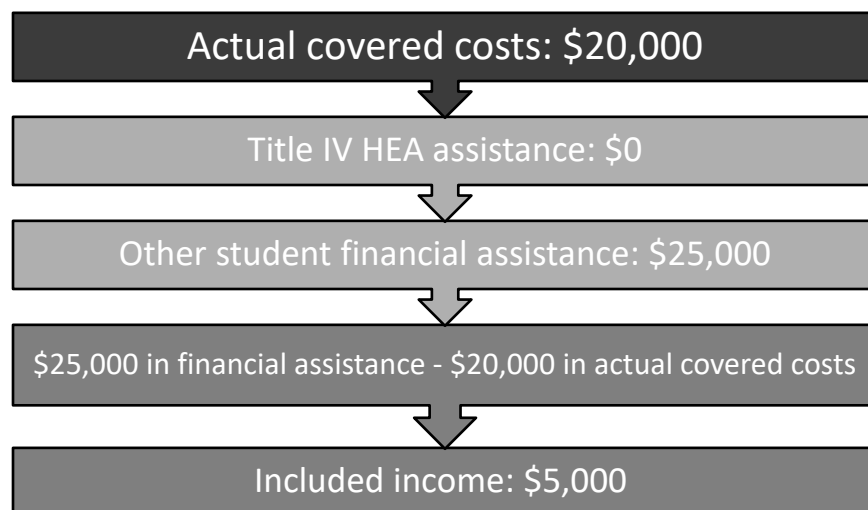 Actual covered costs: $20,000
Title IV HEA assistance: $0
Other student financial assistance: $25,000
$25,000 in financial assistance - $20,000 in actual covered costs
Included income: $5,000